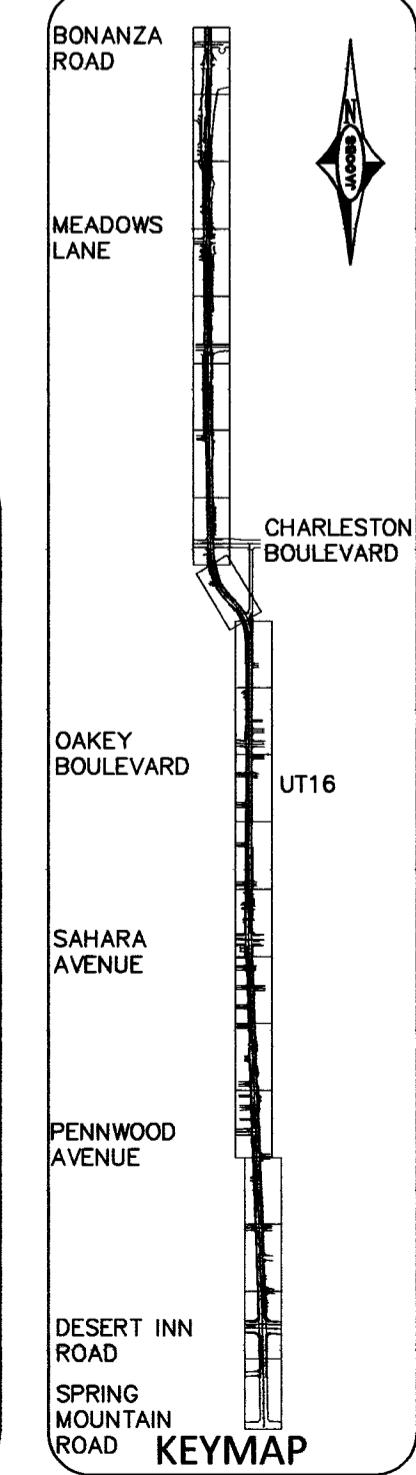 BONANZA
ROAD
N
JACOBS
MEADOWS
LANE
CHARLESTON
BOULEVARD
OAKEY
BOULEVARD
UT16
SAHARA
AVENUE
PENNWOOD
AVENUE
DESERT INN
ROAD
SPRING
MOUNTAIN
ROAD
KEYMAP